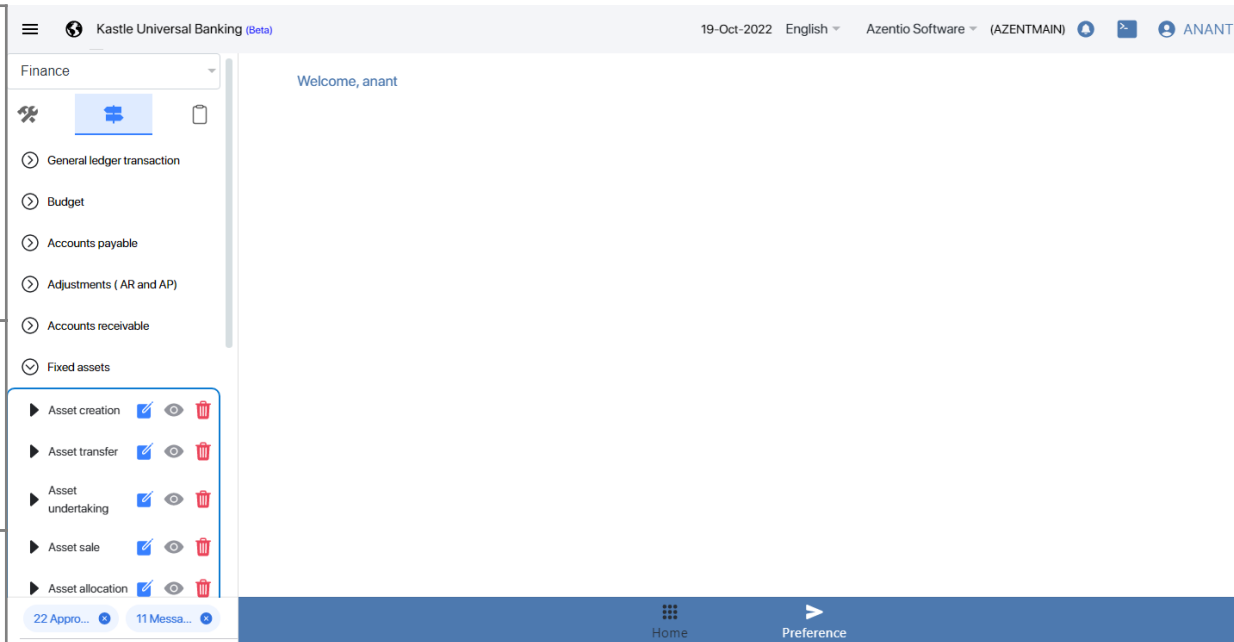 Kastle Universal Banking (Beta) 19-Oct-2022 English Azentio Software (AZENTMAIN) >_ ANANT
Finance
Welcome, anant
General ledger transaction
Budget
Accounts payable
Adjustments ( AR and AP)
Accounts receivable
Fixed assets
Asset creation
Asset transfer
Asset
undertaking
Asset sale
Asset allocation
22 Appro... 11 Messa...
Home Preference